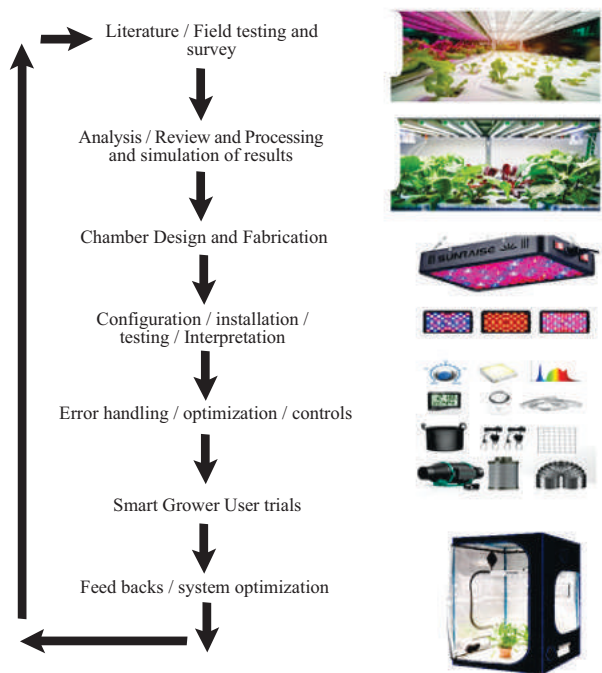 Literature / Field testing and
survey
Analysis / Review and Processing
and simulation of results
Chamber Design and Fabrication
SUNRAISE
Configuration / installation /
testing / Interpretation
Error handling / optimization / controls
Smart Grower User trials
Feed backs / system optimization